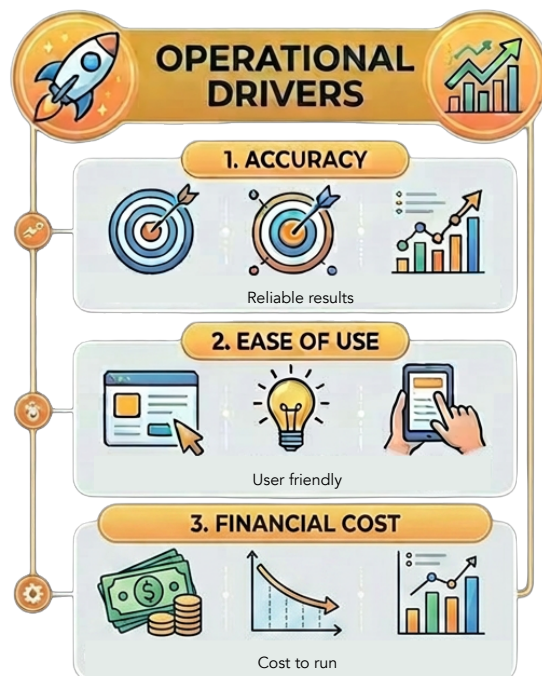 OPERATIONAL
DRIVERS
1. ACCURACY
Reliable results
2. EASE OF USE
User friendly
3. FINANCIAL COST
$
Cost to run